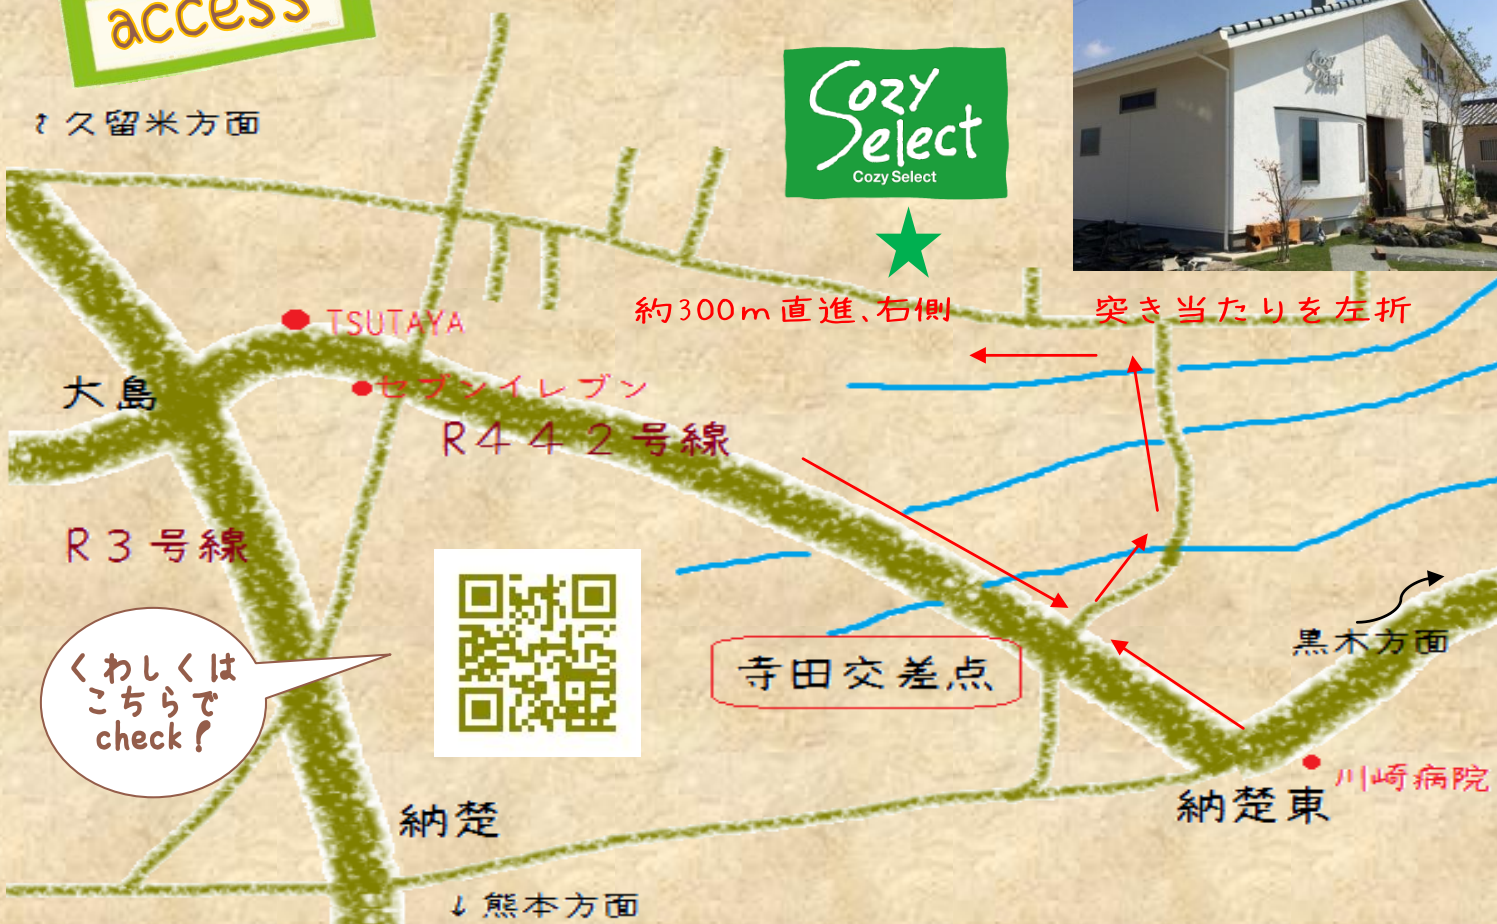 access
↑久留米方面
Cozy
Select
Cozy Select
Cozy
Select
約300m直進、右側
突き当たりを左折
TSUTAYA
大島
セブンイレブン
R442号線
R3号線
くわしくは
こちらで
check!
寺田交差点
黒木方面
川崎病院
納楚東
納楚
↓熊本方面